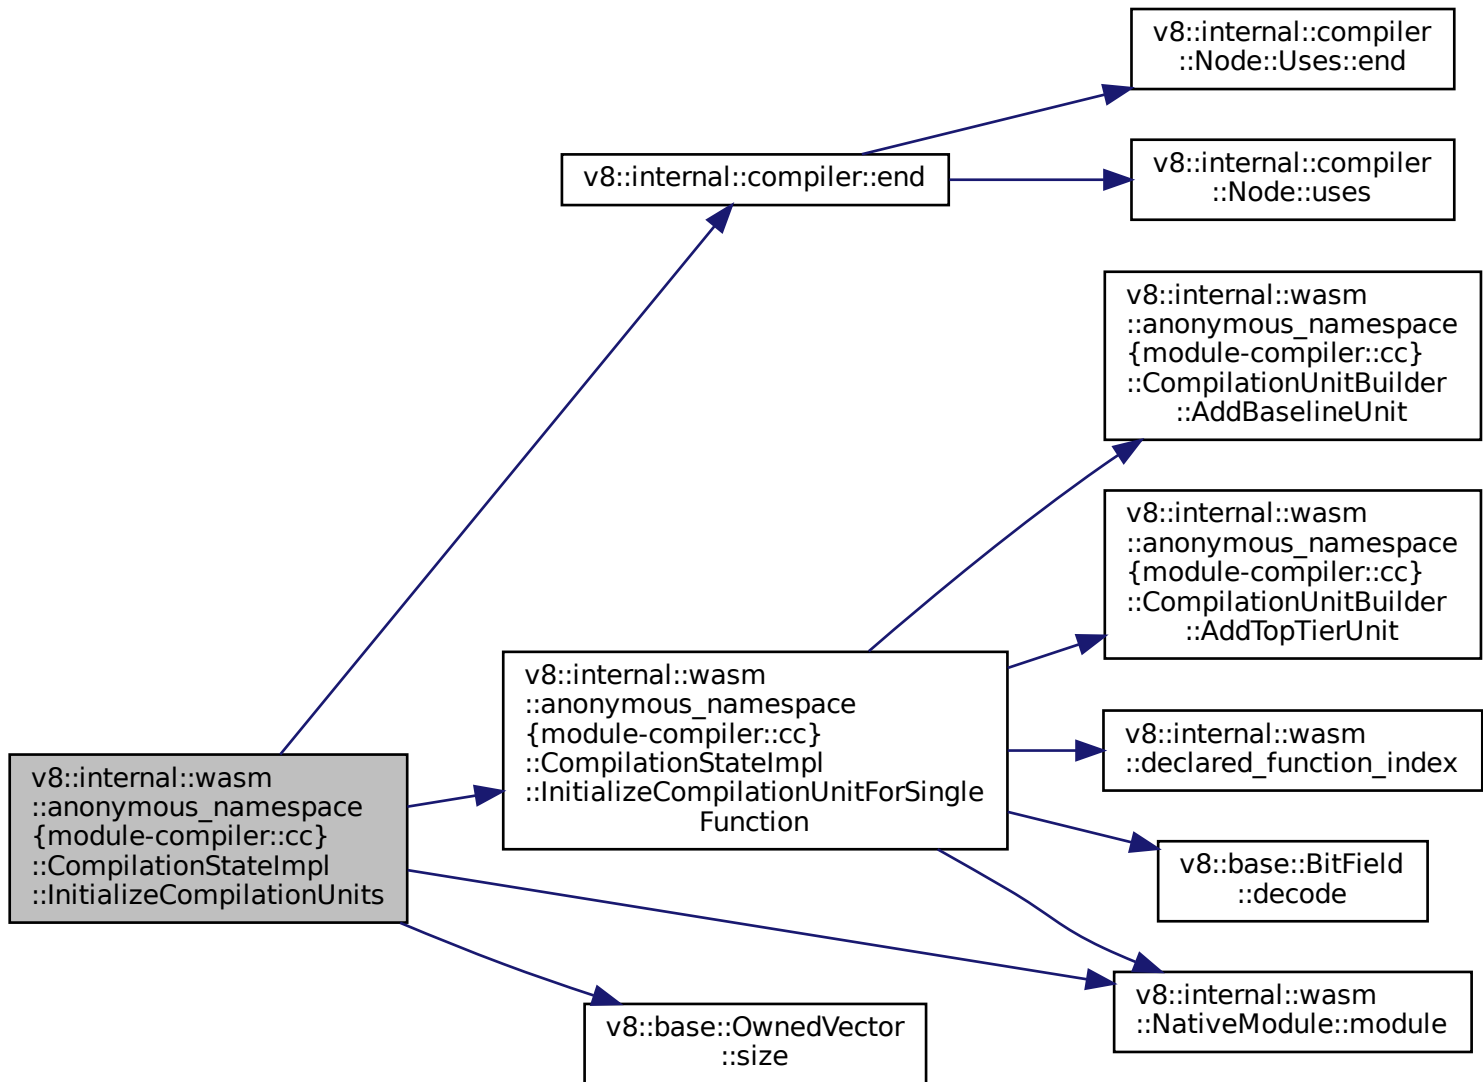 v8::internal::compiler
::Node::Uses::end
v8::internal::compiler::end
v8::internal::compiler
::Node::uses
v8::internal::wasm
::anonymous_namespace
{module-compiler::cc}
::CompilationUnitBuilder
::AddBaselineUnit
v8::internal::wasm
::anonymous_namespace
{module-compiler::cc}
::CompilationUnitBuilder
::AddTopTierUnit
v8::internal::wasm
::anonymous_namespace
{module-compiler::cc}
::CompilationStateImpl
::InitializeCompilationUnitForSingle
Function
v8::internal::wasm
::declared_function_index
v8::internal::wasm
::anonymous_namespace
{module-compiler::cc}
::CompilationStateImpl
::InitializeCompilationUnits
v8::base::BitField
::decode
v8::internal::wasm
::NativeModule::module
v8::base::OwnedVector
::size